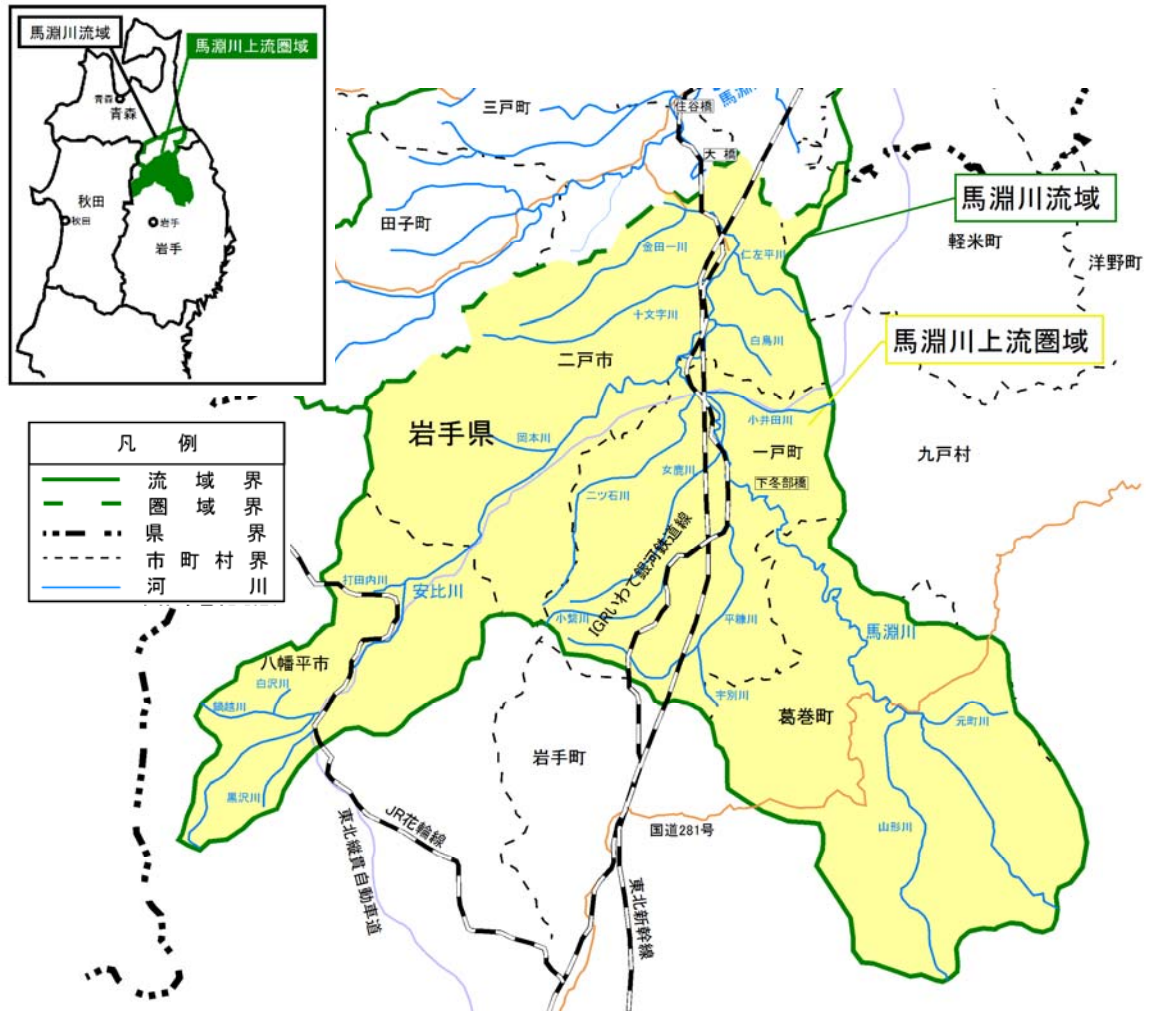 馬淵川流域
馬淵川上流圏域
青森
青森
秋田
秋田
岩手
岩手
三戸町
住谷橋
大橋
田子町
馬淵川流域
軽米町
洋野町
金田一川
仁左平川
十文字川
白鳥川
二戸市
馬淵川上流圏域
小井田川
岩手県
岡本川
一戸町
九戸村
女鹿川
下冬部橋
二ツ石川
凡 例
流域界
圏域界
県界
市町村界
河川
IGRいわて銀河鉄道線
打田内川
安比川
小繋川
平糠川
馬淵川
八幡平市
白沢川
鍋越川
宇別川
葛巻町
元町川
岩手町
黒沢川
JR花輪線
国道281号
山形川
東北縦貫自動車道
東北新幹線